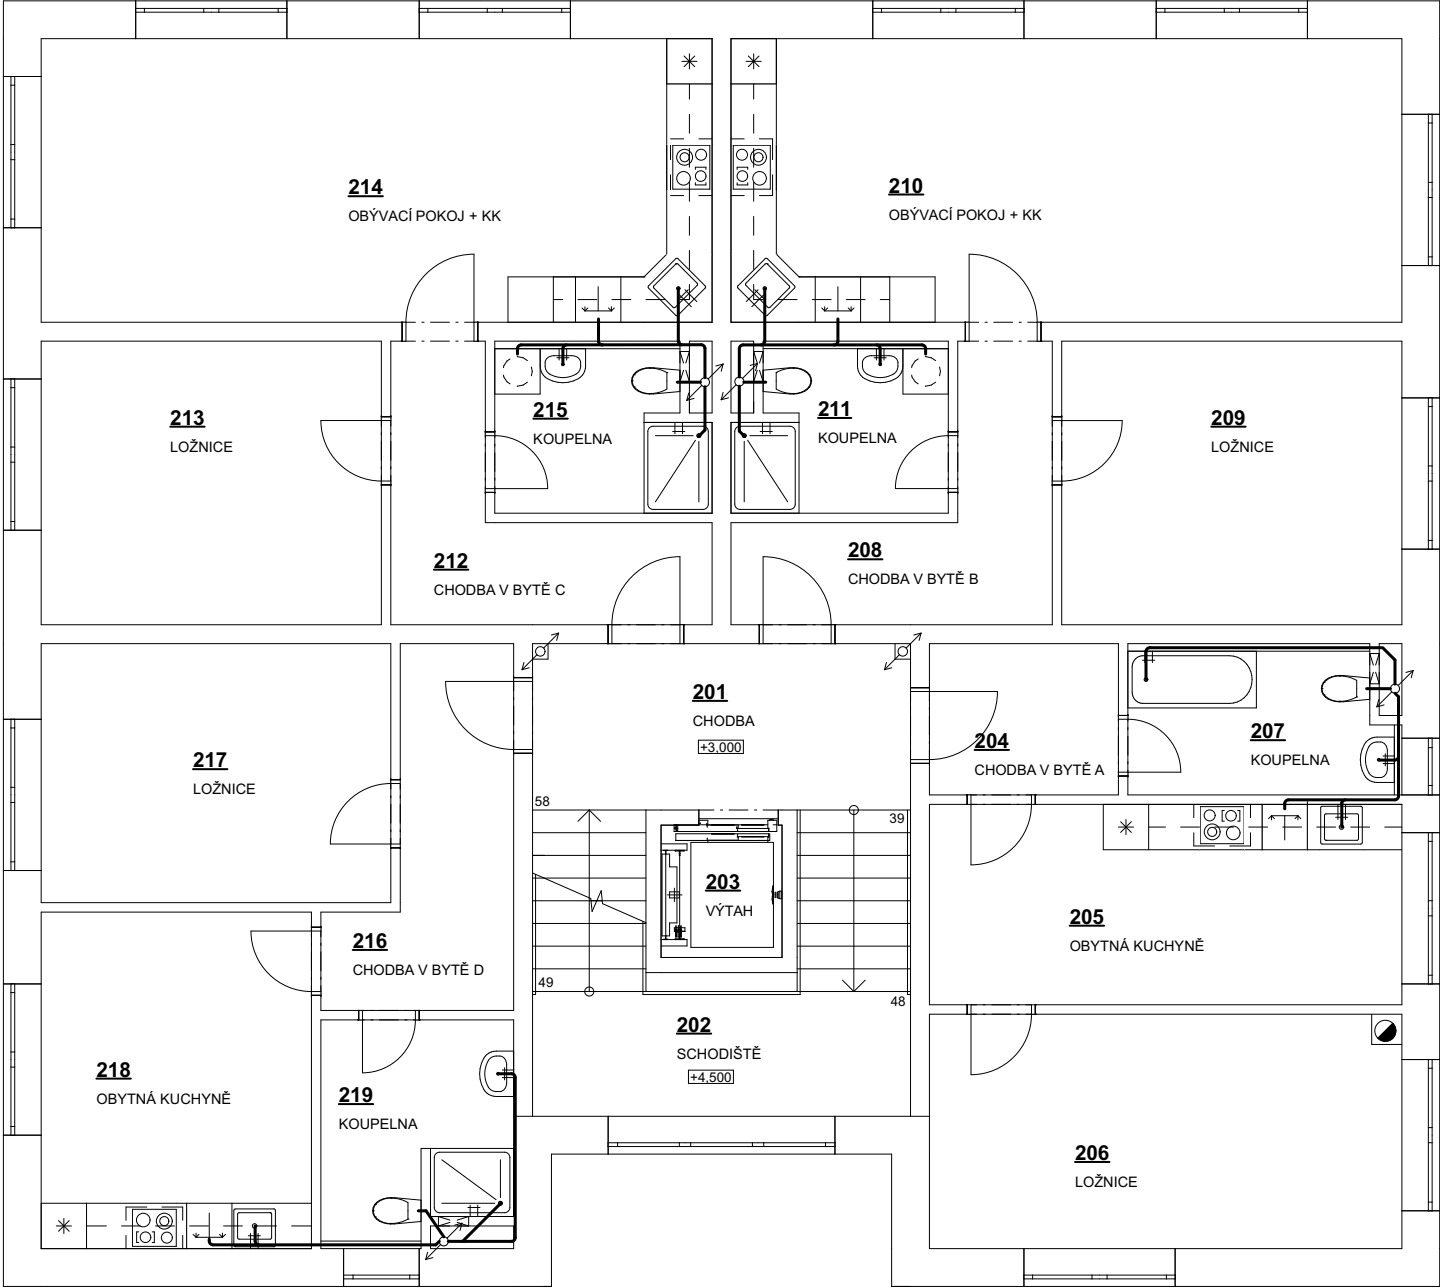 214
OBÝVACÍ POKOJ + KK
210
OBÝVACÍ POKOJ + KK
213
LOŽNICE
215
KOUPELNA
211
KOUPELNA
209
LOŽNICE
212
CHODBA V BYTĚ C
208
CHODBA V BYTĚ B
201
CHODBA
+3,000
217
LOŽNICE
204
CHODBA V BYTĚ A
207
KOUPELNA
58
39
203
VÝTAH
205
OBYTNÁ KUCHYNĚ
216
CHODBA V BYTĚ D
49
48
202
SCHODIŠTĚ
+4,500
218
OBYTNÁ KUCHYNĚ
219
KOUPELNA
206
LOŽNICE